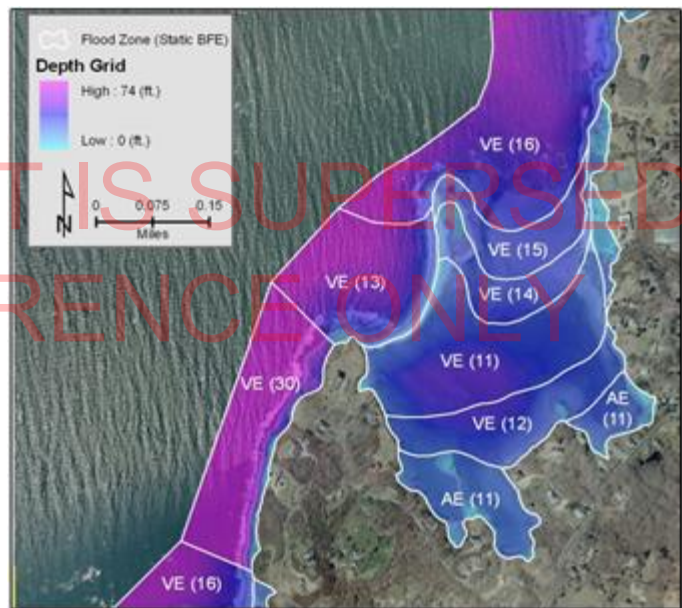 Flood Zone (Static BFE)
Depth Grid
High : 74 (ft.)
Low : 0 (ft.)
N
0 0.075 0.15
Miles
VE (16)
T IS SUPERSED
VE (15)
VE (13)
VE (14)
RENCE ONLY
VE (11)
VE (30)
AE
(11)
VE (12)
AE (11)
VE (16)